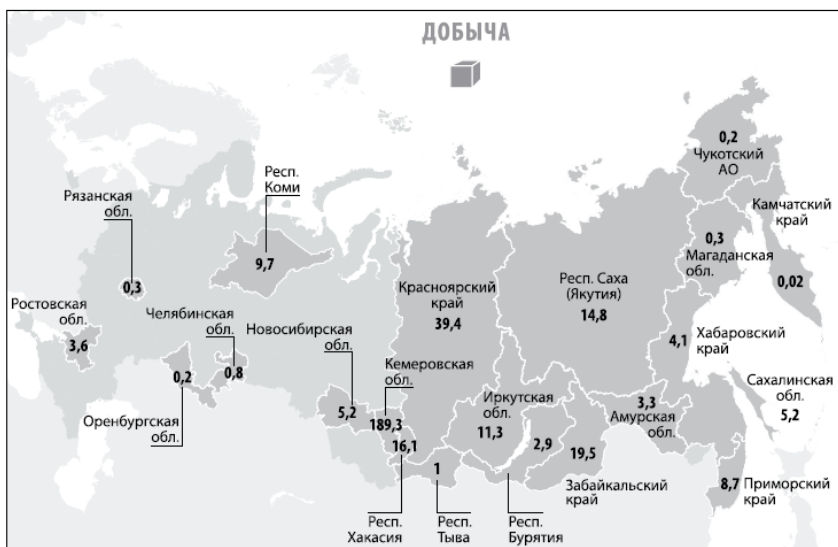 ДОБЫЧА
0,2
Чукотский
АО
Респ.
Коми
Рязанская
обл.
Камчатский
край
0,3
Магаданская
обл.
9,7
0,3
Красноярский
край
39,4
Респ. Саха
(Якутия)
14,8
0,02
Ростовская
обл.
3,6
Челябинская
обл.
Новосибирская
обл.
4,1
Хабаровский
край
0,2
0,8
Кемеровская
обл.
Сахалинская
обл.
5,2
Оренбургская
обл.
5,2
189,3
Иркутская
обл.
11,3
3,3
Амурская
обл.
16,1
1
2,9
19,5
Забайкальский
край
8,7
Приморский
край
Респ.
Хакасия
Респ.
Тыва
Респ.
Бурятия